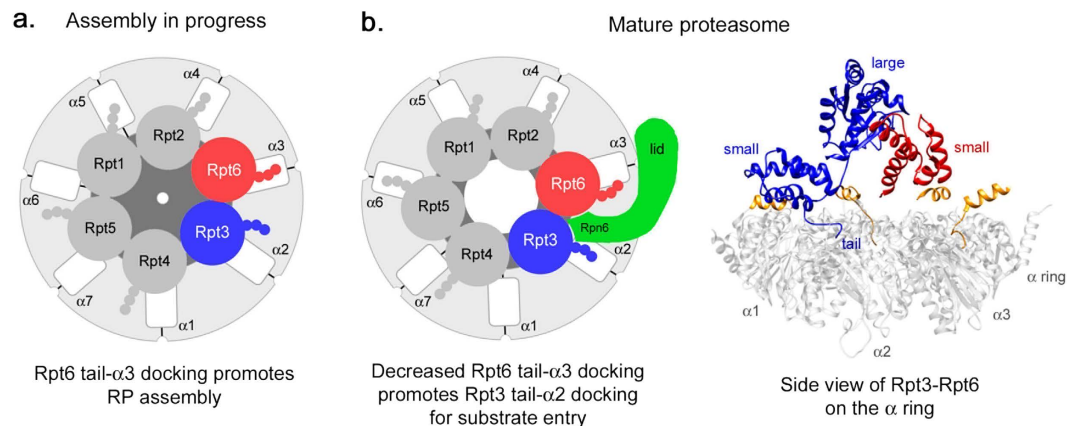 a.
Assembly in progress
α5
α4
α3
α6
α2
α7
α1
Rpt1
Rpt2
Rpt6
Rpt5
Rpt3
Rpt4
Rpt6 tail-α3 docking promotes
RP assembly
b.
Mature proteasome
α5
α4
α3
lid
α6
α2
α7
α1
Rpt1
Rpt2
Rpt6
Rpt5
Rpn6
Rpt3
Rpt4
Decreased Rpt6 tail-α3 docking
promotes Rpt3 tail-α2 docking
for substrate entry
large
small
small
tail
α ring
α1
α3
α2
Side view of Rpt3-Rpt6
on the α ring